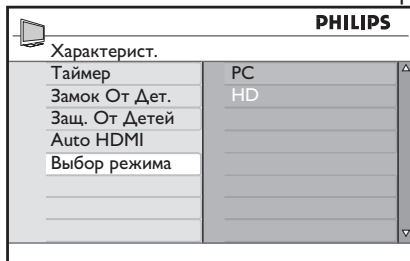 PHILIPS
Характерист.
Таймер
PC
Замок От Дет.
HD
Защ. От Детей
Auto HDMI
Выбор режима